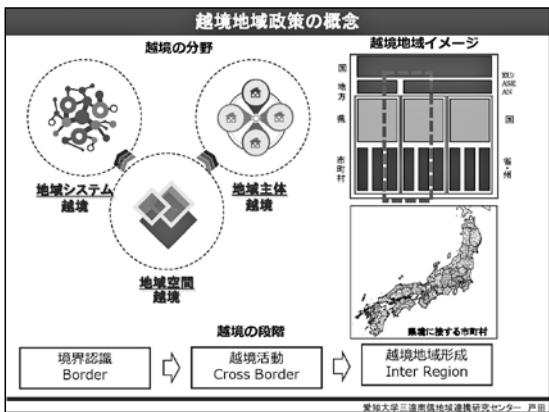 越境地域政策の概念
越境の分野
地域システム
越境
地域主体
越境
地域空間
越境
越境地域イメージ
国
地方
県
市町村
EU/
ASE
AN
国
省・州
県境に接する市町村
越境の段階
境界認識
Border
越境活動
Cross Border
越境地域形成
Inter Region
愛知大学三遠南信地域連携研究センター 戸田